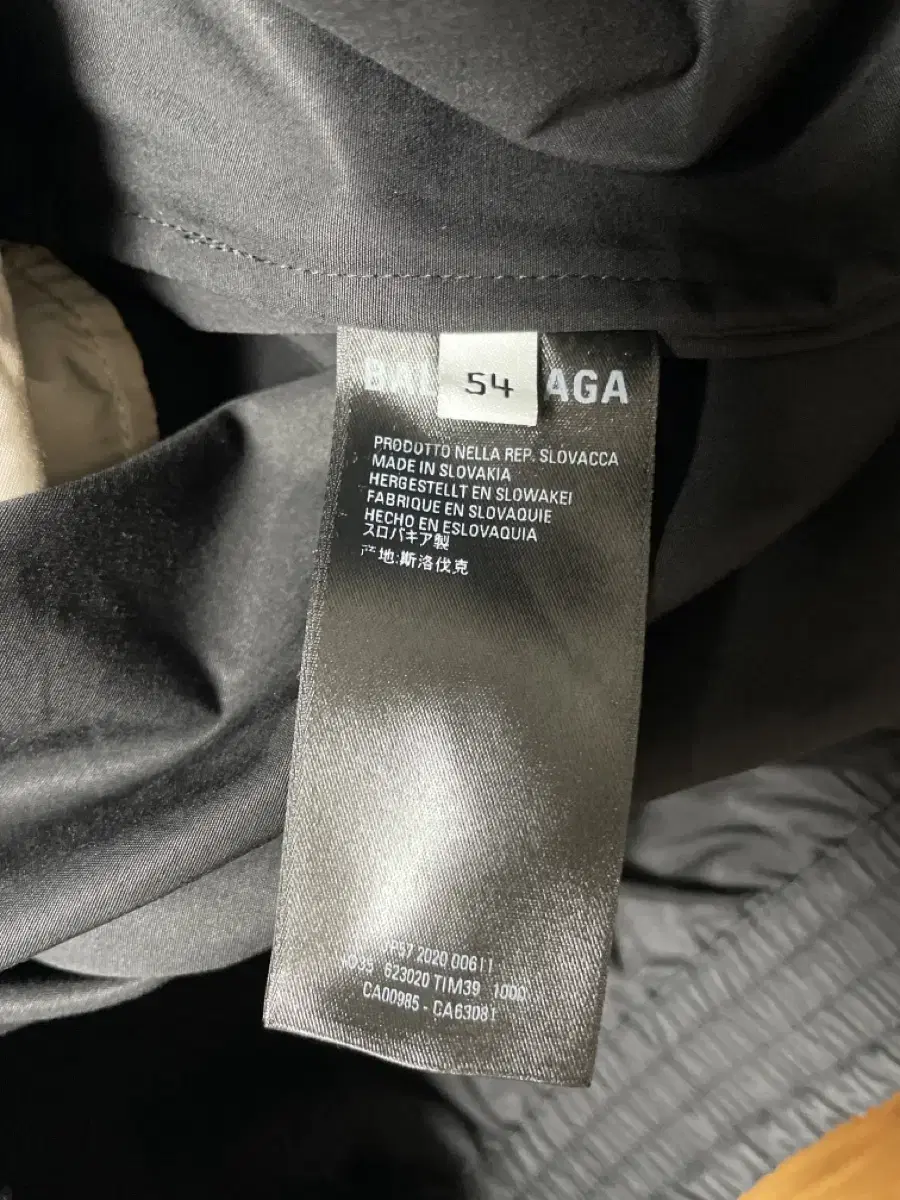 BAL 54 AGA
PRODOTTO NELLA REP. SLOVACCA
MADE IN SLOVAKIA
HERGESTELLT EN SLOWAKEI
FABRIQUE EN SLOVAQUIE
HECHO EN ESLOVAQUIA
スロバキア製
产地:斯洛伐克
2020 00611
623020 TIM39 1000
CA00985 - CA63081